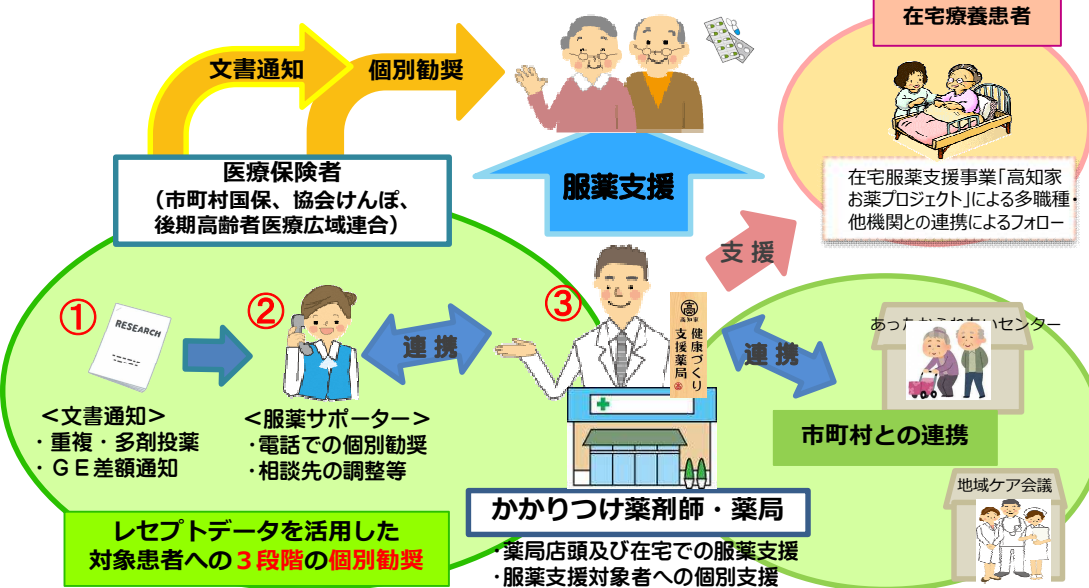 在宅療養患者
文書通知
個別勧奨
医療保険者
（市町村国保、協会けんぽ、
後期高齢者医療広域連合）
服薬支援
在宅服薬支援事業「高知家
お薬プロジェクト」による多職種・
他機関との連携によるフォロー
支援
①
RESEARCH
②
連携
③
高知家
健康づくり
支援薬局
連携
あったかふれあいセンター
＜文書通知＞
・重複・多剤投薬
・ＧＥ差額通知
＜服薬サポーター＞
・電話での個別勧奨
・相談先の調整等
市町村との連携
かかりつけ薬剤師・薬局
・薬局店頭及び在宅での服薬支援
・服薬支援対象者への個別支援
地域ケア会議
レセプトデータを活用した
対象患者への３段階の個別勧奨